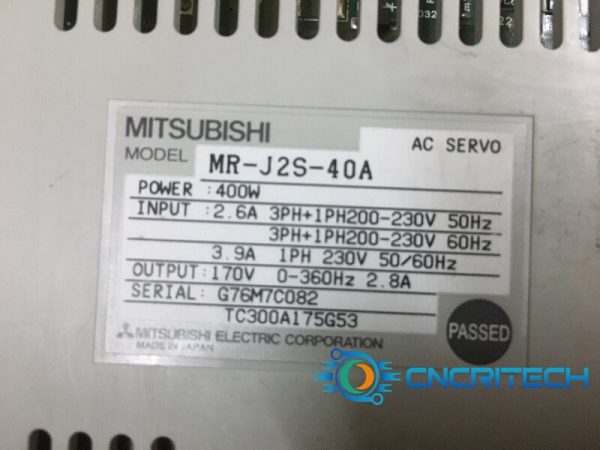 MITSUBISHI
AC SERVO
MODEL MR-J2S-40A
POWER :400W
INPUT :2.6A 3PH+1PH200-230V 50Hz
3PH+1PH200-230V 60Hz
3.9A 1PH 230V 50/60Hz
OUTPUT:170V 0-360Hz 2.8A
SERIAL: G76M7C082
TC300A175G53
MITSUBISHI ELECTRIC CORPORATION
MADE IN JAPAN
PASSED
CNCRITECH